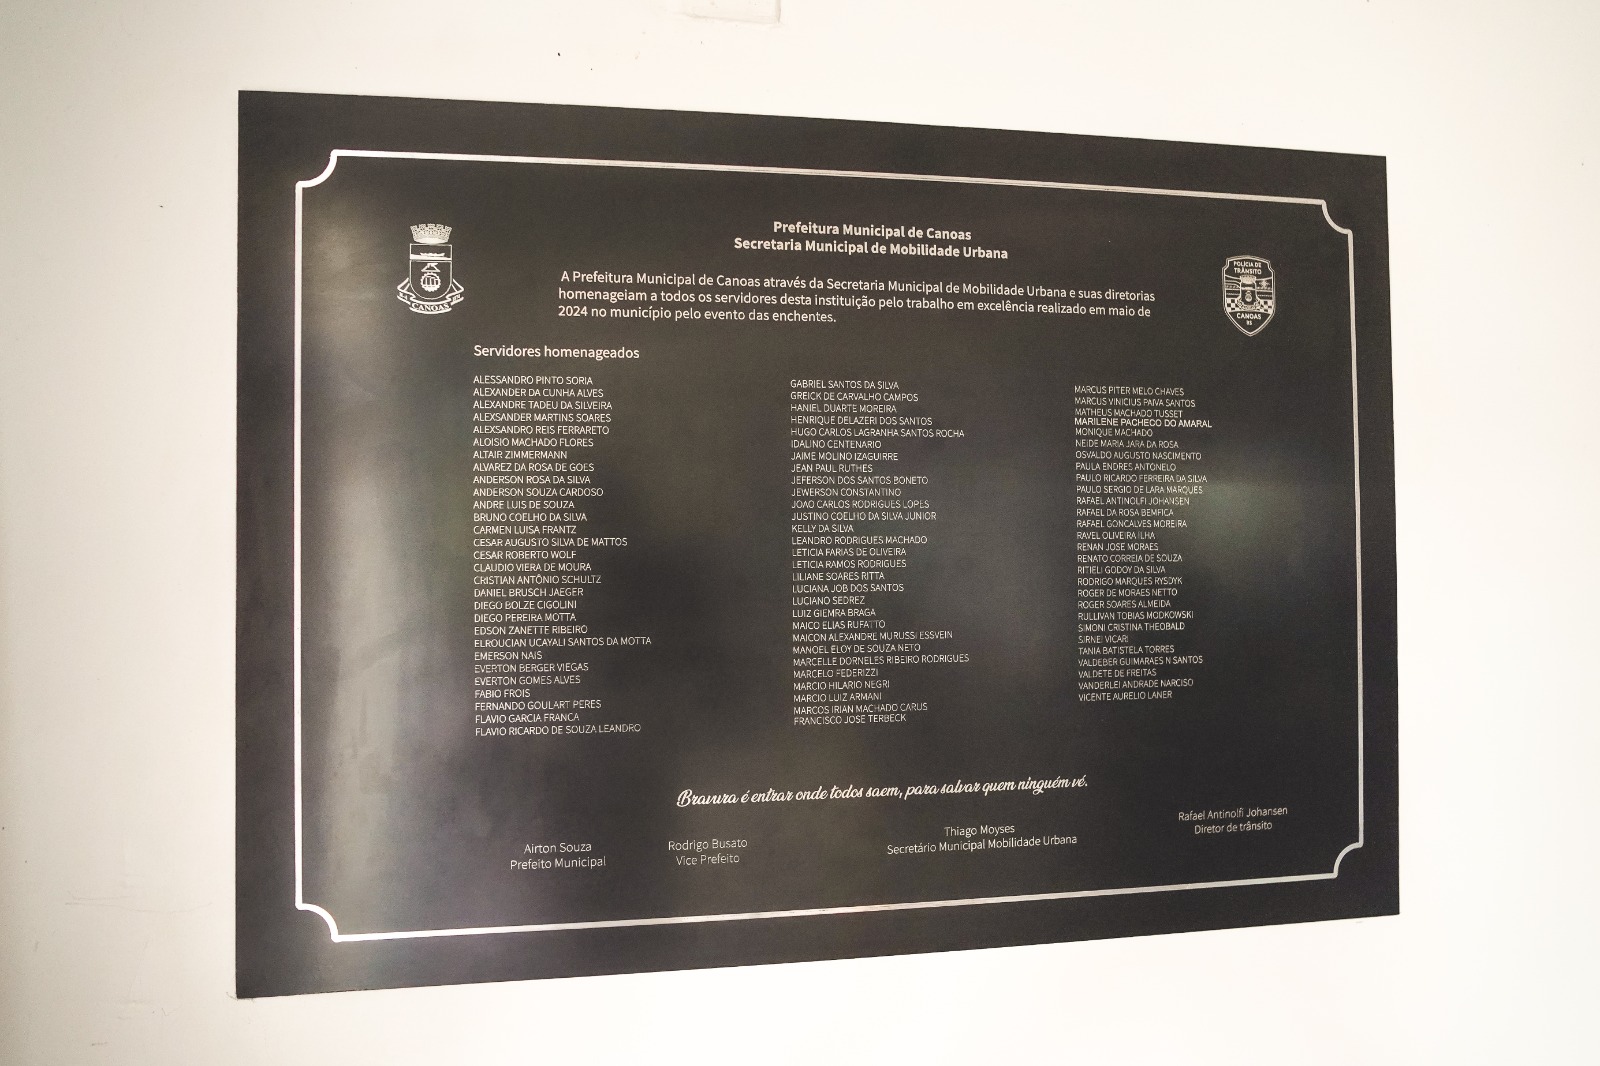 Prefeitura Municipal de Canoas
Secretaria Municipal de Mobilidade Urbana
CANOAS
POLÍCIA DE
TRÂNSITO
CANOAS
RS
A Prefeitura Municipal de Canoas através da Secretaria Municipal de Mobilidade Urbana e suas diretorias
homenageiam a todos os servidores desta instituição pelo trabalho em excelência realizado em maio de
2024 no município pelo evento das enchentes.
Servidores homenageados
ALESSANDRO PINTO SORIA
ALEXANDER DA CUNHA ALVES
ALEXANDRE TADEU DA SILVEIRA
ALEXSANDER MARTINS SOARES
ALEXSANDRO REIS FERRARETO
ALOISIO MACHADO FLORES
ALTAIR ZIMMERMANN
ALVAREZ DA ROSA DE GOES
ANDERSON ROSA DA SILVA
ANDERSON SOUZA CARDOSO
ANDRE LUIS DE SOUZA
BRUNO COELHO DA SILVA
CARMEN LUISA FRANTZ
CESAR AUGUSTO SILVA DE MATTOS
CESAR ROBERTO WOLF
CLAUDIO VIERA DE MOURA
CRISTIAN ANTÔNIO SCHULTZ
DANIEL BRUSCH JAEGER
DIEGO BOLZE CIGOLINI
DIEGO PEREIRA MOTTA
EDSON ZANETTE RIBEIRO
ELROUCIAN UCAYALI SANTOS DA MOTTA
EMERSON NAIS
EVERTON BERGER VIEGAS
EVERTON GOMES ALVES
FABIO FROIS
FERNANDO GOULART PERES
FLAVIO GARCIA FRANCA
FLAVIO RICARDO DE SOUZA LEANDRO
GABRIEL SANTOS DA SILVA
GREICK DE CARVALHO CAMPOS
HANIEL DUARTE MOREIRA
HENRIQUE DELAZERI DOS SANTOS
HUGO CARLOS LAGRANHA SANTOS ROCHA
IDALINO CENTENARIO
JAIME MOLINO IZAGUIRRE
JEAN PAUL RUTHES
JEFERSON DOS SANTOS BONETO
JEWERSON CONSTANTINO
JOAO CARLOS RODRIGUES LOPES
JUSTINO COELHO DA SILVA JUNIOR
KELLY DA SILVA
LEANDRO RODRIGUES MACHADO
LETICIA FARIAS DE OLIVEIRA
LETICIA RAMOS RODRIGUES
LILIANE SOARES RITTA
LUCIANA JOB DOS SANTOS
LUCIANO SEDREZ
LUIZ GIEMRA BRAGA
MAICO ELIAS RUFATTO
MAICON ALEXANDRE MURUSSI ESSVEIN
MANOEL ELOY DE SOUZA NETO
MARCELLE DORNELES RIBEIRO RODRIGUES
MARCELO FEDERIZZI
MARCIO HILARIO NEGRI
MARCIO LUIZ ARMANI
MARCOS IRIAN MACHADO CARUS
FRANCISCO JOSE TERBECK
MARCUS PITER MELO CHAVES
MARCUS VINICIUS PAIVA SANTOS
MATHEUS MACHADO TUSSET
MARILENE PACHECO DO AMARAL
MONIQUE MACHADO
NEIDE MARIA JARA DA ROSA
OSVALDO AUGUSTO NASCIMENTO
PAULA ENDRES ANTONELO
PAULO RICARDO FERREIRA DA SILVA
PAULO SERGIO DE LARA MARQUES
RAFAEL ANTINOLFI JOHANSEN
RAFAEL DA ROSA BEMFICA
RAFAEL GONCALVES MOREIRA
RAVEL OLIVEIRA ILHA
RENAN JOSE MORAES
RENATO CORREIA DE SOUZA
RITIELI GODOY DA SILVA
RODRIGO MARQUES RYSDYK
ROGER DE MORAES NETTO
ROGER SOARES ALMEIDA
RULLIVAN TOBIAS MODKOWSKI
SIMONI CRISTINA THEOBALD
SIRNEI VICARI
TANIA BATISTELA TORRES
VALDEBER GUIMARAES N SANTOS
VALDETE DE FREITAS
VANDERLEI ANDRADE NARCISO
VICENTE AURELIO LANER
Bravura é entrar onde todos saem, para salvar quem ninguém vê.
Airton Souza
Prefeito Municipal
Rodrigo Busato
Vice Prefeito
Thiago Moyses
Secretário Municipal Mobilidade Urbana
Rafael Antinolfi Johansen
Diretor de trânsito